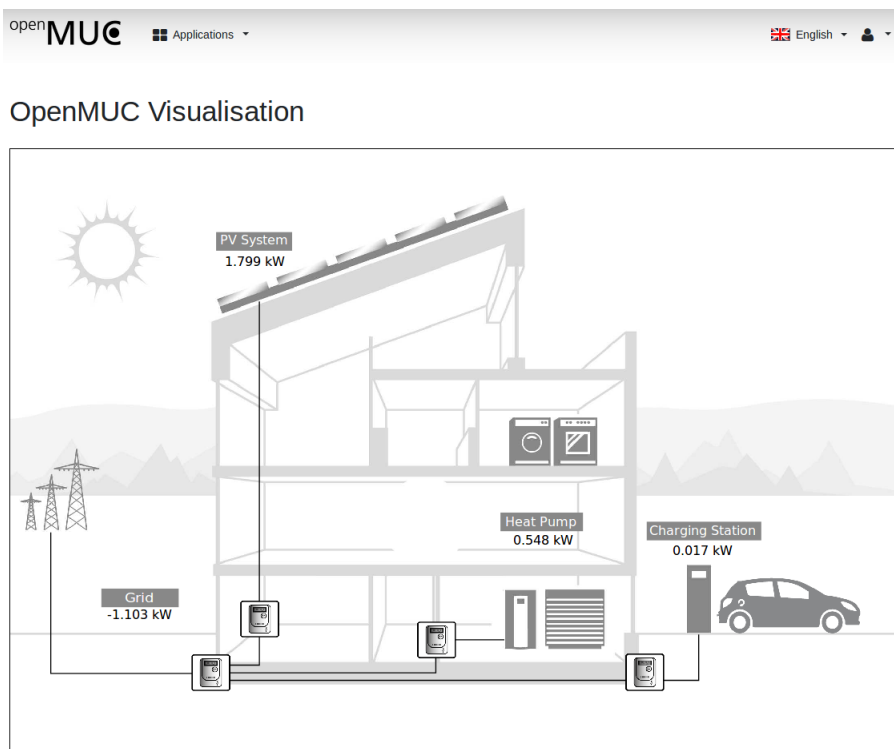 openMUC
Applications
English
OpenMUC Visualisation
PV System
1.799 kW
Heat Pump
0.548 kW
Charging Station
0.017 kW
Grid
-1.103 kW